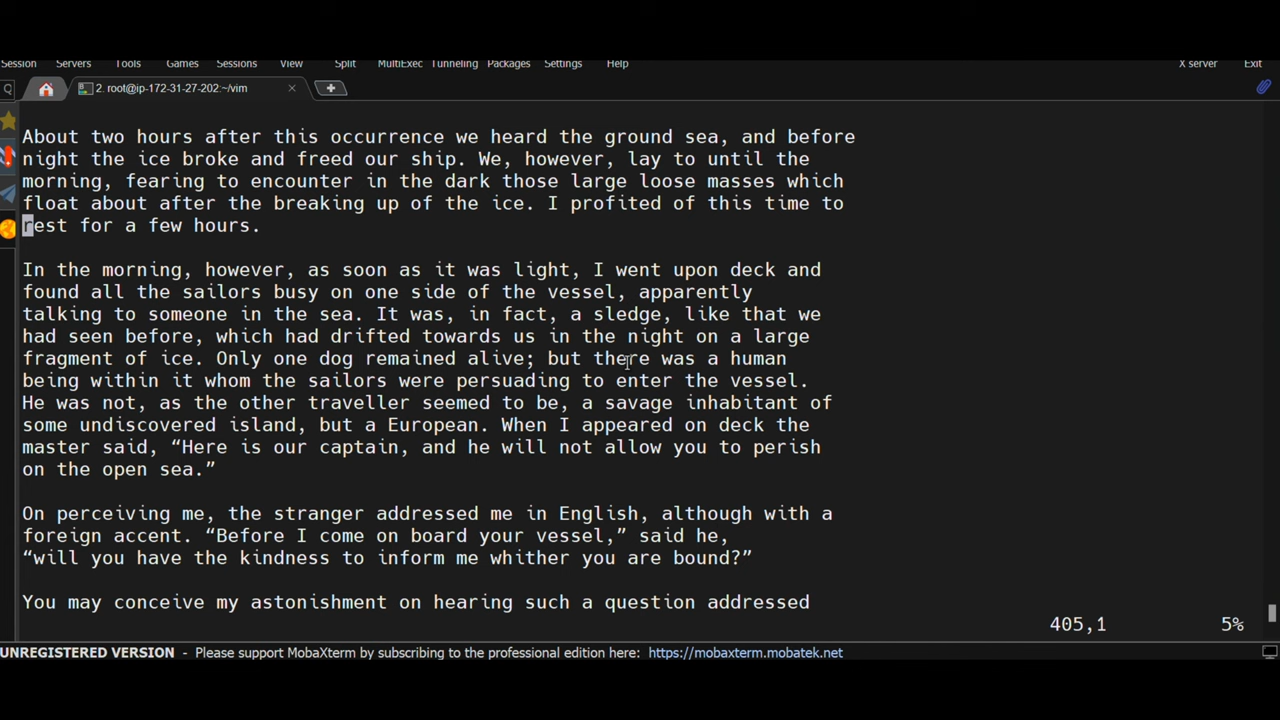 Session Servers Tools Games Sessions View Split MultiExec Tunneling Packages Settings Help X server Exit
2. root@ip-172-31-27-202:~/vim
About two hours after this occurrence we heard the ground sea, and before
night the ice broke and freed our ship. We, however, lay to until the
morning, fearing to encounter in the dark those large loose masses which
float about after the breaking up of the ice. I profited of this time to
rest for a few hours.
In the morning, however, as soon as it was light, I went upon deck and
found all the sailors busy on one side of the vessel, apparently
talking to someone in the sea. It was, in fact, a sledge, like that we
had seen before, which had drifted towards us in the night on a large
fragment of ice. Only one dog remained alive; but there was a human
being within it whom the sailors were persuading to enter the vessel.
He was not, as the other traveller seemed to be, a savage inhabitant of
some undiscovered island, but a European. When I appeared on deck the
master said, “Here is our captain, and he will not allow you to perish
on the open sea.”
On perceiving me, the stranger addressed me in English, although with a
foreign accent. “Before I come on board your vessel,” said he,
“will you have the kindness to inform me whither you are bound?”
You may conceive my astonishment on hearing such a question addressed
405,1 5%
UNREGISTERED VERSION - Please support MobaXterm by subscribing to the professional edition here: https://mobaxterm.mobatek.net